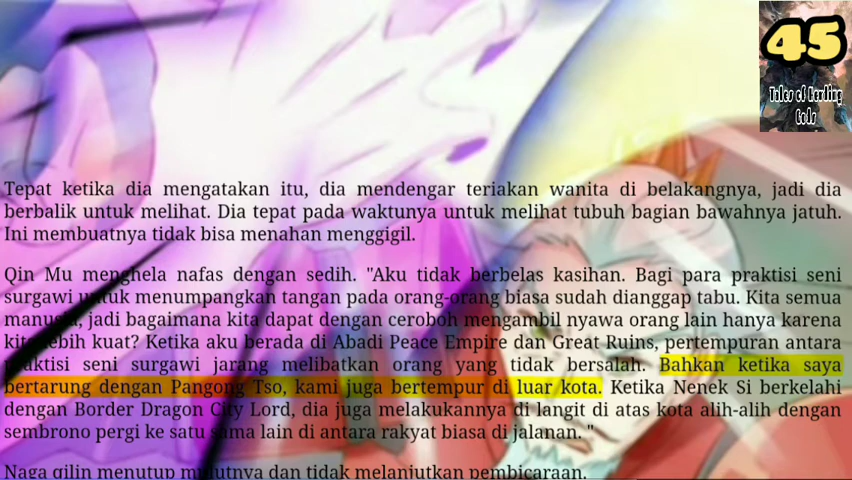 45
Tales of Herding
Gods
Tepat ketika dia mengatakan itu, dia mendengar teriakan wanita di belakangnya, jadi dia
berbalik untuk melihat. Dia tepat pada waktunya untuk melihat tubuh bagian bawahnya jatuh.
Ini membuatnya tidak bisa menahan menggigil.
Qin Mu menghela nafas dengan sedih. "Aku tidak berbelas kasihan. Bagi para praktisi seni
surgawi untuk menumpangkan tangan pada orang-orang biasa sudah dianggap tabu. Kita semua
manusia, jadi bagaimana kita dapat dengan ceroboh mengambil nyawa orang lain hanya karena
kita lebih kuat? Ketika aku berada di Abadi Peace Empire dan Great Ruins, pertempuran antara
praktisi seni surgawi jarang melibatkan orang yang tidak bersalah. Bahkan ketika saya
bertarung dengan Pangong Tso, kami juga bertempur di luar kota. Ketika Nenek Si berkelahi
dengan Border Dragon City Lord, dia juga melakukannya di langit di atas kota alih-alih dengan
sembrono pergi ke satu sama lain di antara rakyat biasa di jalanan. "
Naga qilin menutup mulutnya dan tidak melanjutkan pembicaraan.